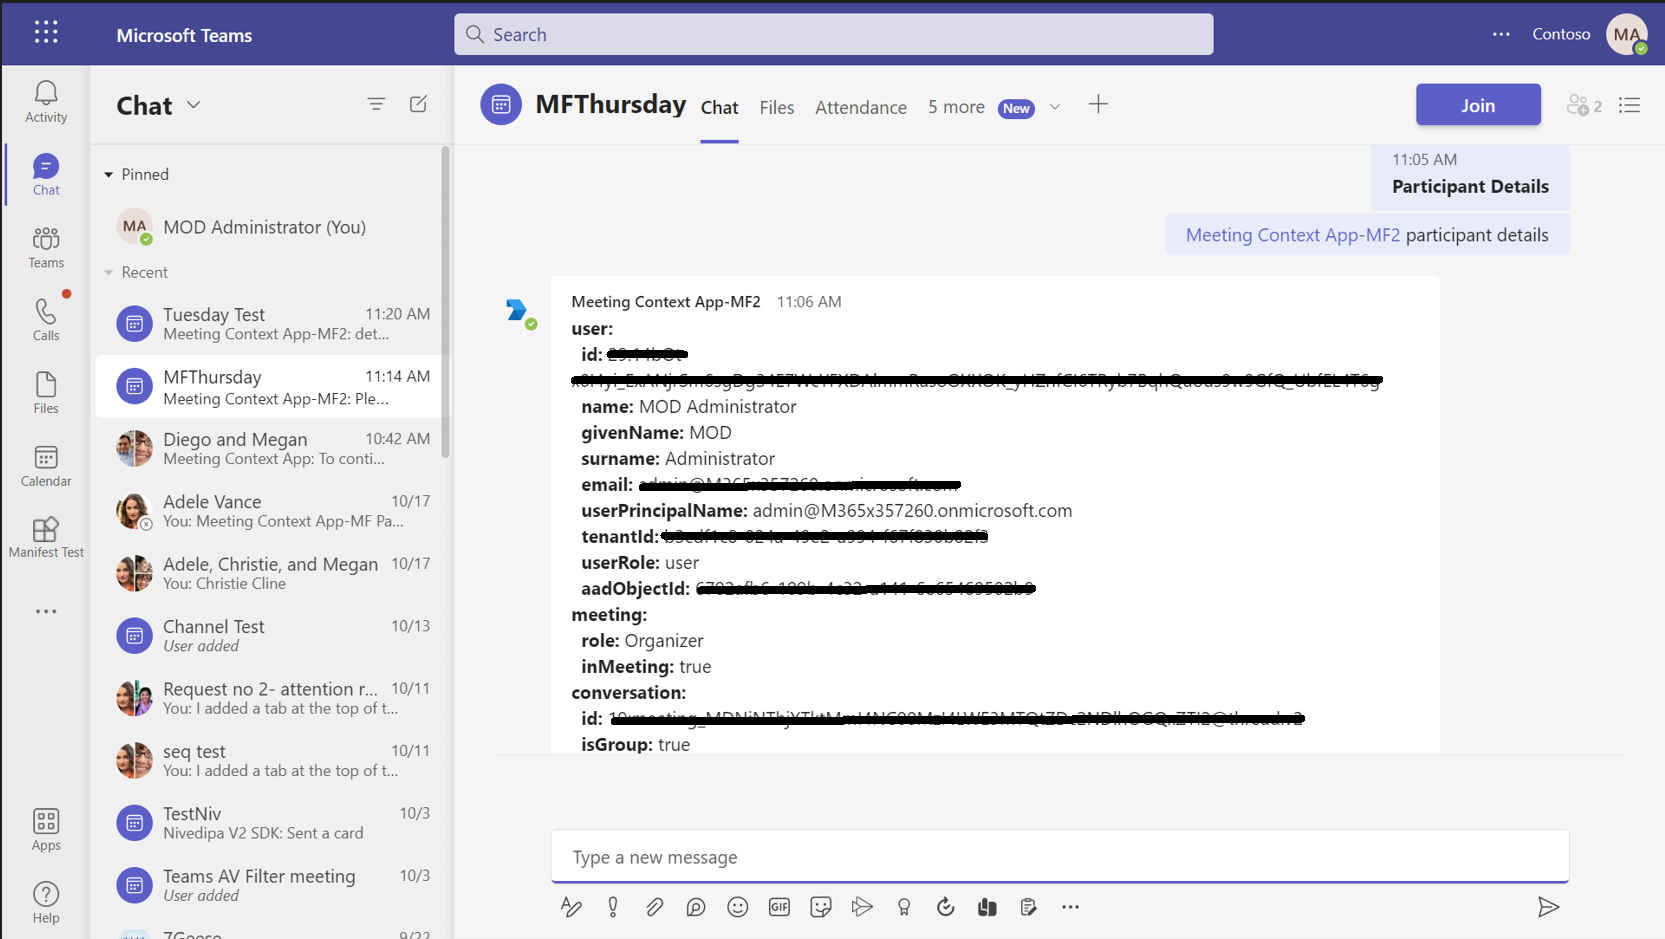 Microsoft Teams
Search
Contoso
MA
Activity
Chat
Teams
Calls
Files
Calendar
Manifest Test
Apps
Help
Chat
Pinned
MA
MOD Administrator (You)
Recent
Tuesday Test 11:20 AM
Meeting Context App-MF2: det...
MFThursday 11:14 AM
Meeting Context App-MF2: Ple...
Diego and Megan 10:42 AM
Meeting Context App: To conti...
Adele Vance 10/17
You: Meeting Context App-MF Pa...
Adele, Christie, and Megan 10/17
You: Christie Cline
Channel Test 10/13
User added
Request no 2- attention r... 10/11
You: I added a tab at the top of t...
seq test 10/11
You: I added a tab at the top of t...
TestNiv 10/3
Nivedipa V2 SDK: Sent a card
Teams AV Filter meeting 10/3
User added
MFThursday Chat Files Attendance 5 more New
Join 2
11:05 AM
Participant Details
Meeting Context App-MF2 participant details
Meeting Context App-MF2 11:06 AM
user:
id:
name: MOD Administrator
givenName: MOD
surname: Administrator
email:
userPrincipalName: admin@M365x357260.onmicrosoft.com
tenantId:
userRole: user
aadObjectId:
meeting:
role: Organizer
inMeeting: true
conversation:
id:
isGroup: true
Type a new message
GIF